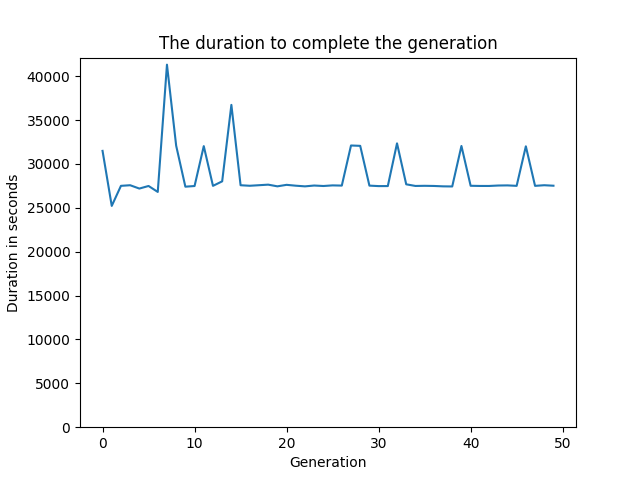 The duration to complete the generation
40000
35000
30000
25000
20000
15000
10000
5000
0
Duration in seconds
0 10 20 30 40 50
Generation